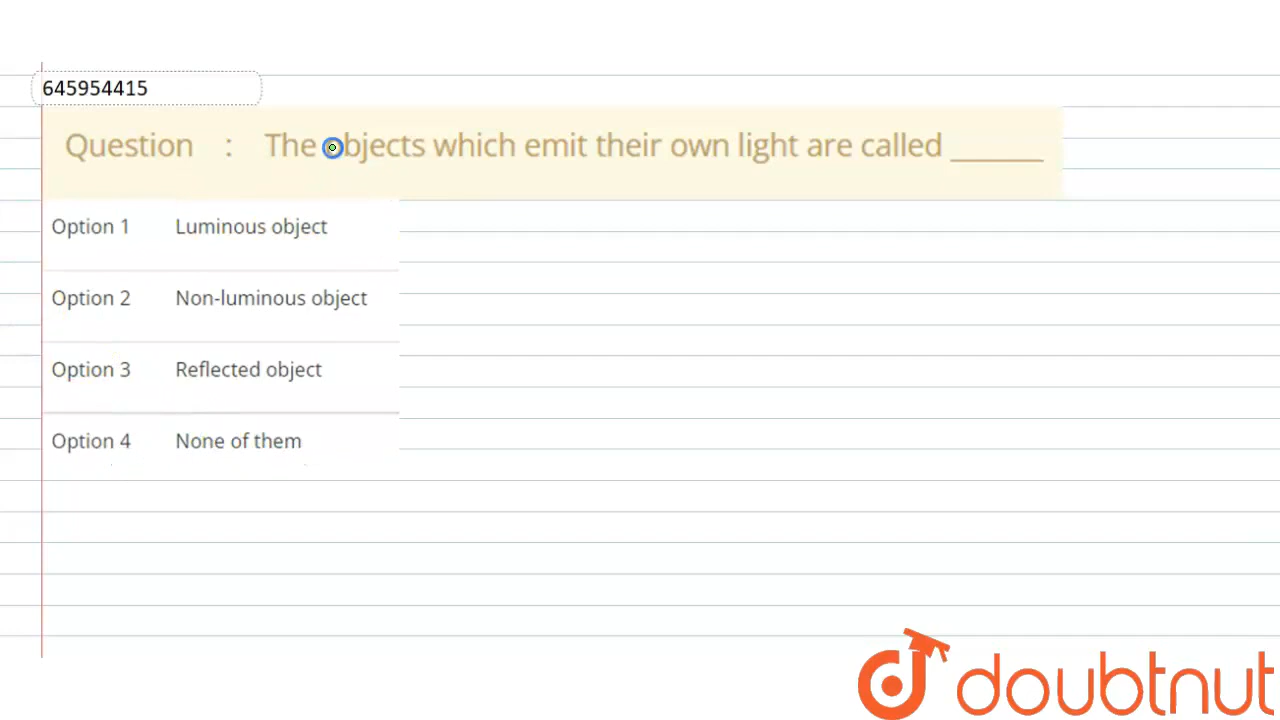 645954415
Question : The objects which emit their own light are called ______
Option 1 Luminous object
Option 2 Non-luminous object
Option 3 Reflected object
Option 4 None of them
doubtnut